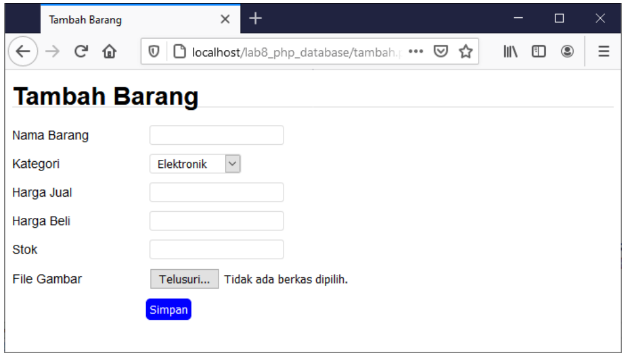 Tambah Barang
localhost/lab8_php_database/tambah.
Tambah Barang
Nama Barang
Kategori Elektronik
Harga Jual
Harga Beli
Stok
File Gambar Telusuri... Tidak ada berkas dipilih.
Simpan